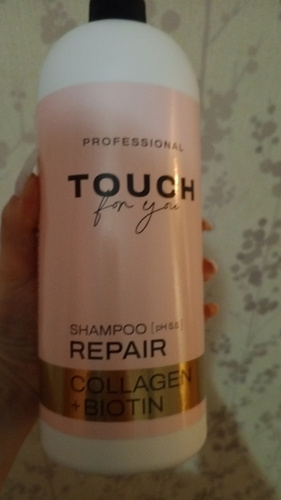 PROFESSIONAL
TOUCH
for you
SHAMPOO [pH 5.5]
REPAIR
COLLAGEN
+BIOTIN